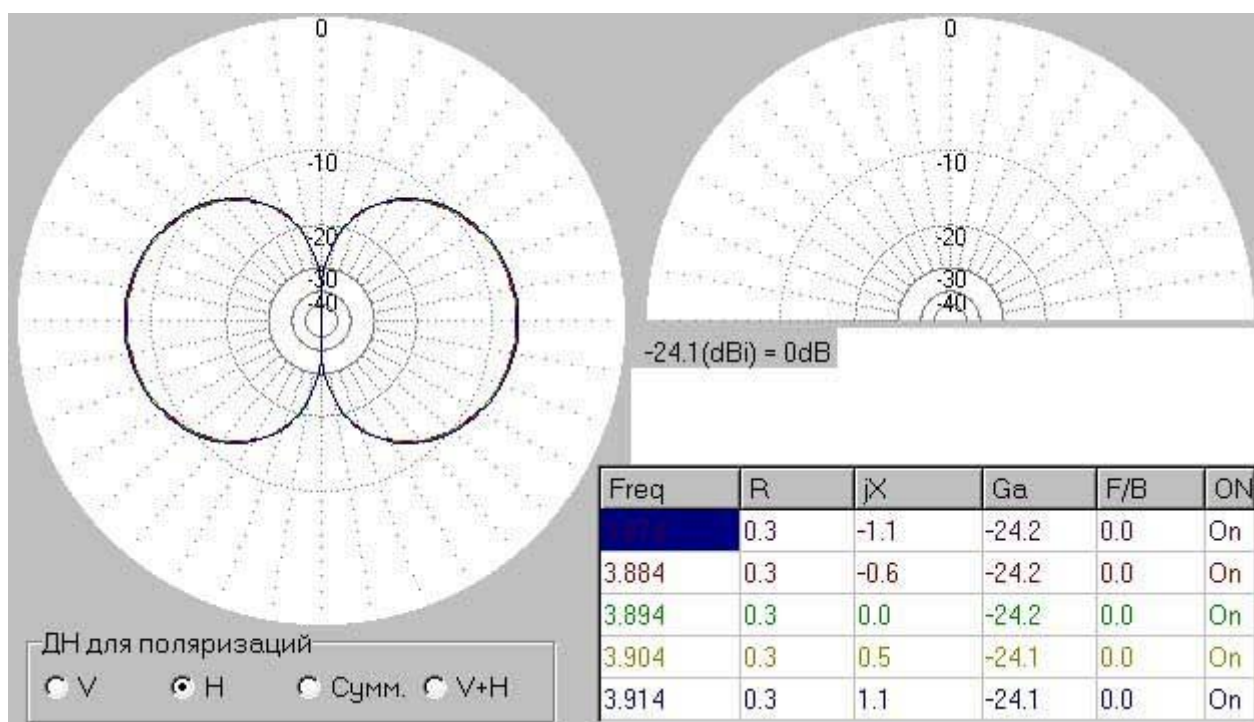 0
-10
-20
-30
-40
0
-10
-20
-30
-40
-24.1(dBi) = 0dB
Freq R jX Ga F/B ON
0.3 -1.1 -24.2 0.0 On
3.884 0.3 -0.6 -24.2 0.0 On
3.894 0.3 0.0 -24.2 0.0 On
3.904 0.3 0.5 -24.1 0.0 On
3.914 0.3 1.1 -24.1 0.0 On
ДН для поляризаций
V H Сумм. V+H